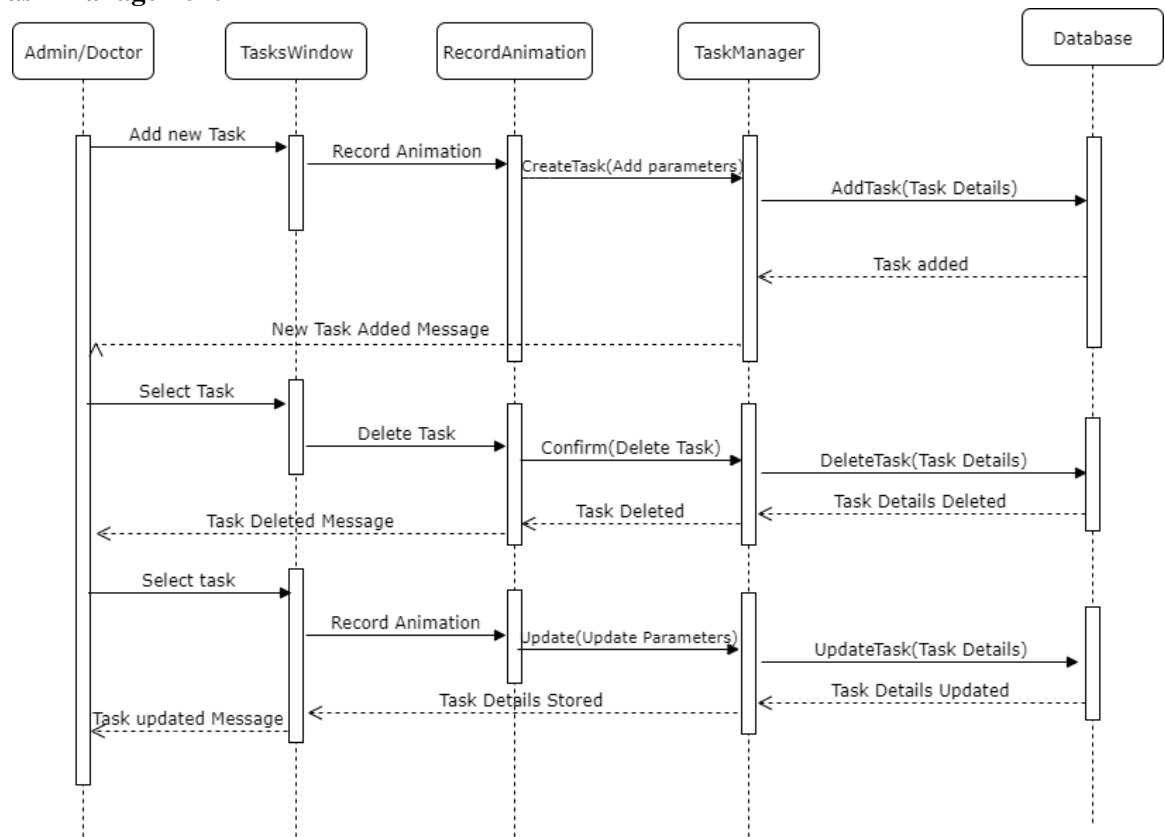 Admin/Doctor
TasksWindow
RecordAnimation
TaskManager
Database
Add new Task
Record Animation
CreateTask(Add parameters)
AddTask(Task Details)
Task added
New Task Added Message
Select Task
Delete Task
Confirm(Delete Task)
DeleteTask(Task Details)
Task Details Deleted
Task Deleted
Task Deleted Message
Select task
Record Animation
Update(Update Parameters)
UpdateTask(Task Details)
Task Details Updated
Task Details Stored
Task updated Message